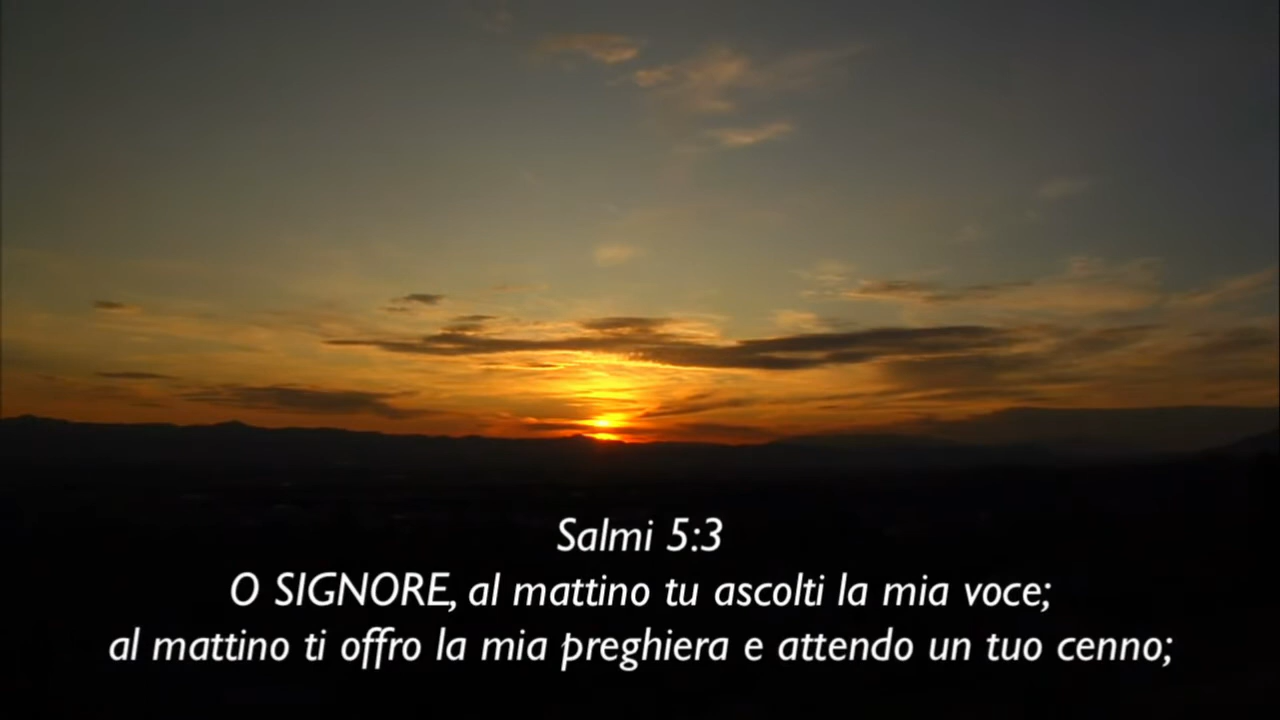 Salmi 5:3
O SIGNORE, al mattino tu ascolti la mia voce;
al mattino ti offro la mia preghiera e attendo un tuo cenno;